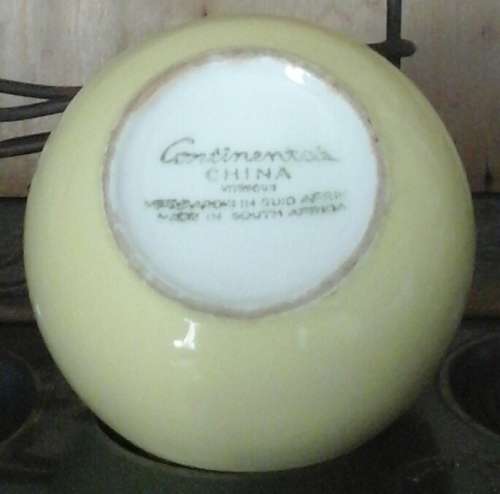 Continental
CHINA
VITREOUS
VERVAARDIG IN SUID AFRIKA
MADE IN SOUTH AFRICA